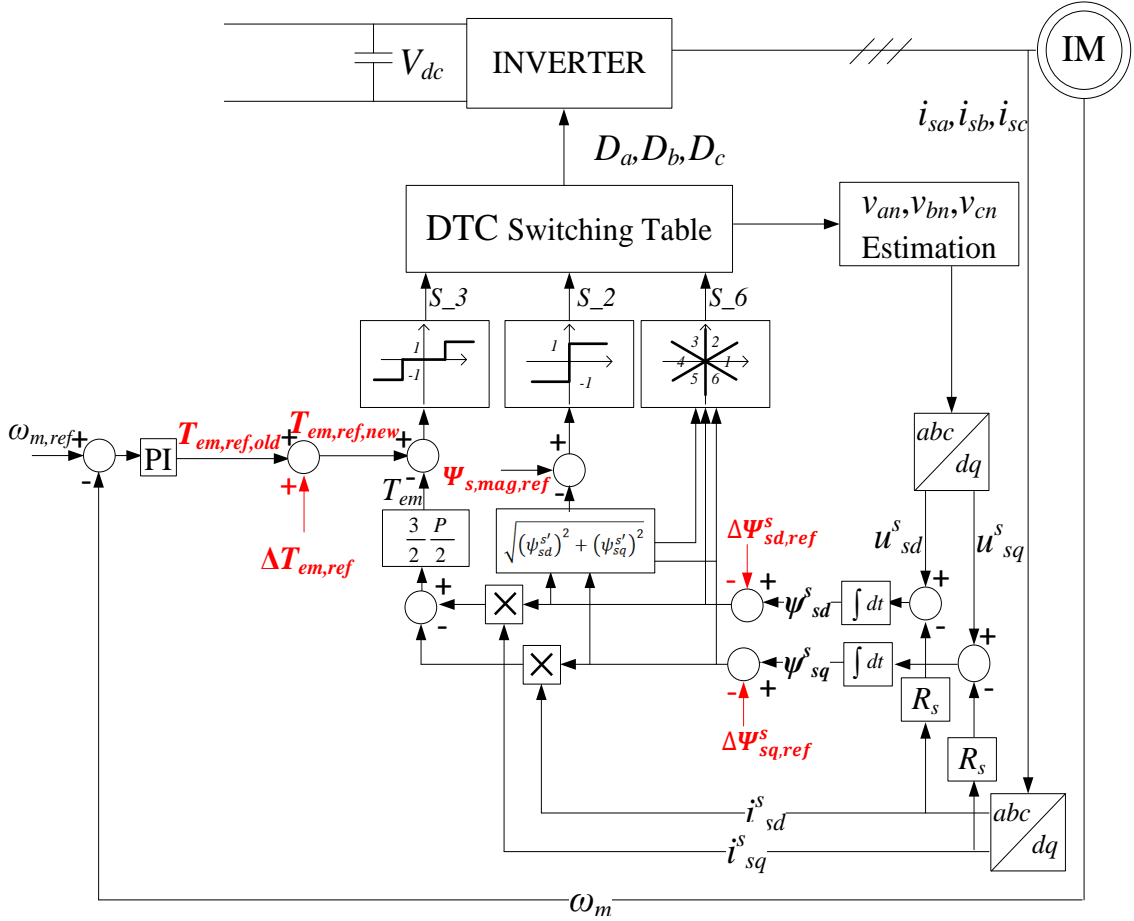 V_dc
INVERTER
IM
i_sa,i_sb,i_sc
D_a,D_b,D_c
DTC Switching Table
v_an,v_bn,v_cn
Estimation
S_3
S_2
S_6
1
-1
1
-1
3 2
4 1
5 6
abc
dq
ω_m,ref
+
-
PI
T_em,ref,old
+
+
T_em,ref,new
+
-
T_em
ΔT_em,ref
Ψ_s,mag,ref
+
-
3/2 P/2
√((ψ_sd^s′)^2 + (ψ_sq^s′)^2)
ΔΨ^s_sd,ref
u^s_sd
u^s_sq
+
-
×
- +
ψ^s_sd
∫dt
+
-
×
- +
ψ^s_sq
∫dt
+
-
ΔΨ^s_sq,ref
R_s
R_s
i^s_sd
i^s_sq
abc
dq
ω_m